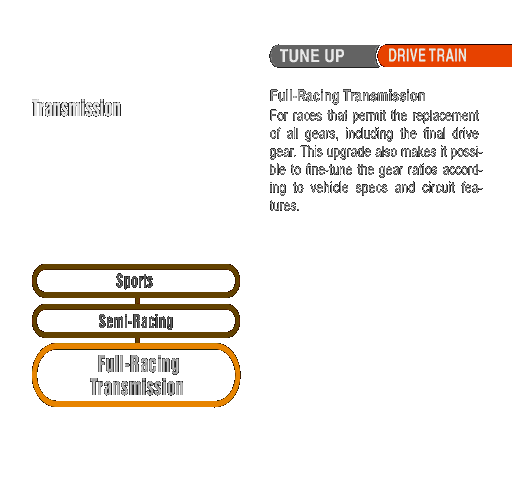 TUNE UP DRIVE TRAIN
Transmission
Full-Racing Transmission
For races that permit the replacement
of all gears, including the final drive
gear. This upgrade also makes it possi-
ble to fine-tune the gear ratios accord-
ing to vehicle specs and circuit fea-
tures.
Sports
Semi-Racing
Full-Racing
Transmission